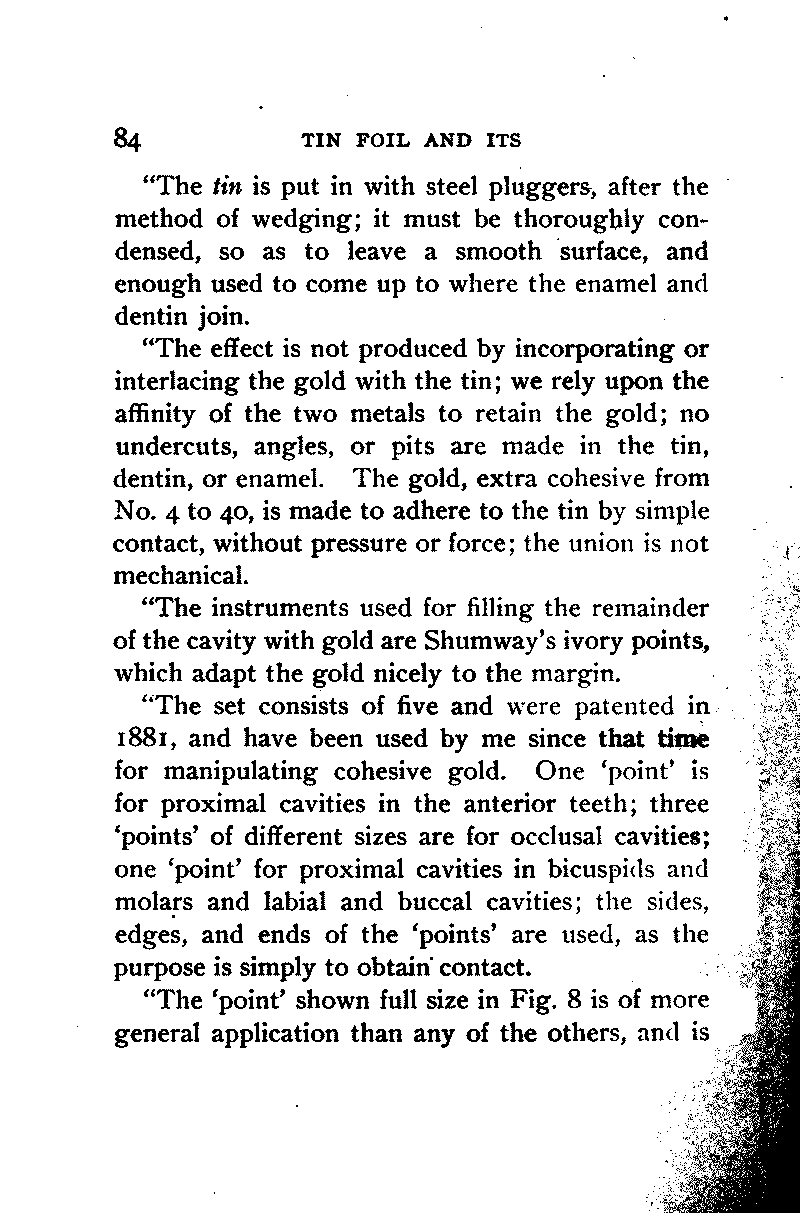 84 TIN FOIL AND ITS
“The tin is put in with steel pluggers, after the
method of wedging; it must be thoroughly con-
densed, so as to leave a smooth surface, and
enough used to come up to where the enamel and
dentin join.
“The effect is not produced by incorporating or
interlacing the gold with the tin; we rely upon the
affinity of the two metals to retain the gold; no
undercuts, angles, or pits are made in the tin,
dentin, or enamel. The gold, extra cohesive from
No. 4 to 40, is made to adhere to the tin by simple
contact, without pressure or force; the union is not
mechanical.
“The instruments used for filling the remainder
of the cavity with gold are Shumway’s ivory points,
which adapt the gold nicely to the margin.
“The set consists of five and were patented in
1881, and have been used by me since that time
for manipulating cohesive gold. One ‘point’ is
for proximal cavities in the anterior teeth; three
‘points’ of different sizes are for occlusal cavities;
one ‘point’ for proximal cavities in bicuspids and
molars and labial and buccal cavities; the sides,
edges, and ends of the ‘points’ are used, as the
purpose is simply to obtain contact.
“The ‘point’ shown full size in Fig. 8 is of more
general application than any of the others, and is